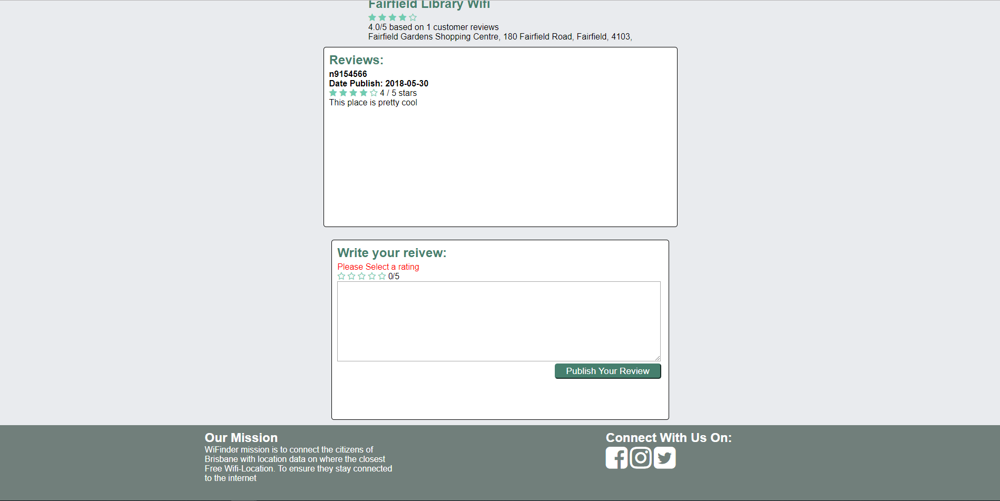 Fairfield Library Wifi
4.0/5 based on 1 customer reviews
Fairfield Gardens Shopping Centre, 180 Fairfield Road, Fairfield, 4103,
Reviews:
n9154566
Date Publish: 2018-05-30
4 / 5 stars
This place is pretty cool
Write your reivew:
Please Select a rating
0/5
Publish Your Review
Our Mission
WiFinder mission is to connect the citizens of
Brisbane with location data on where the closest
Free Wifi-Location. To ensure they stay connected
to the internet
Connect With Us On: